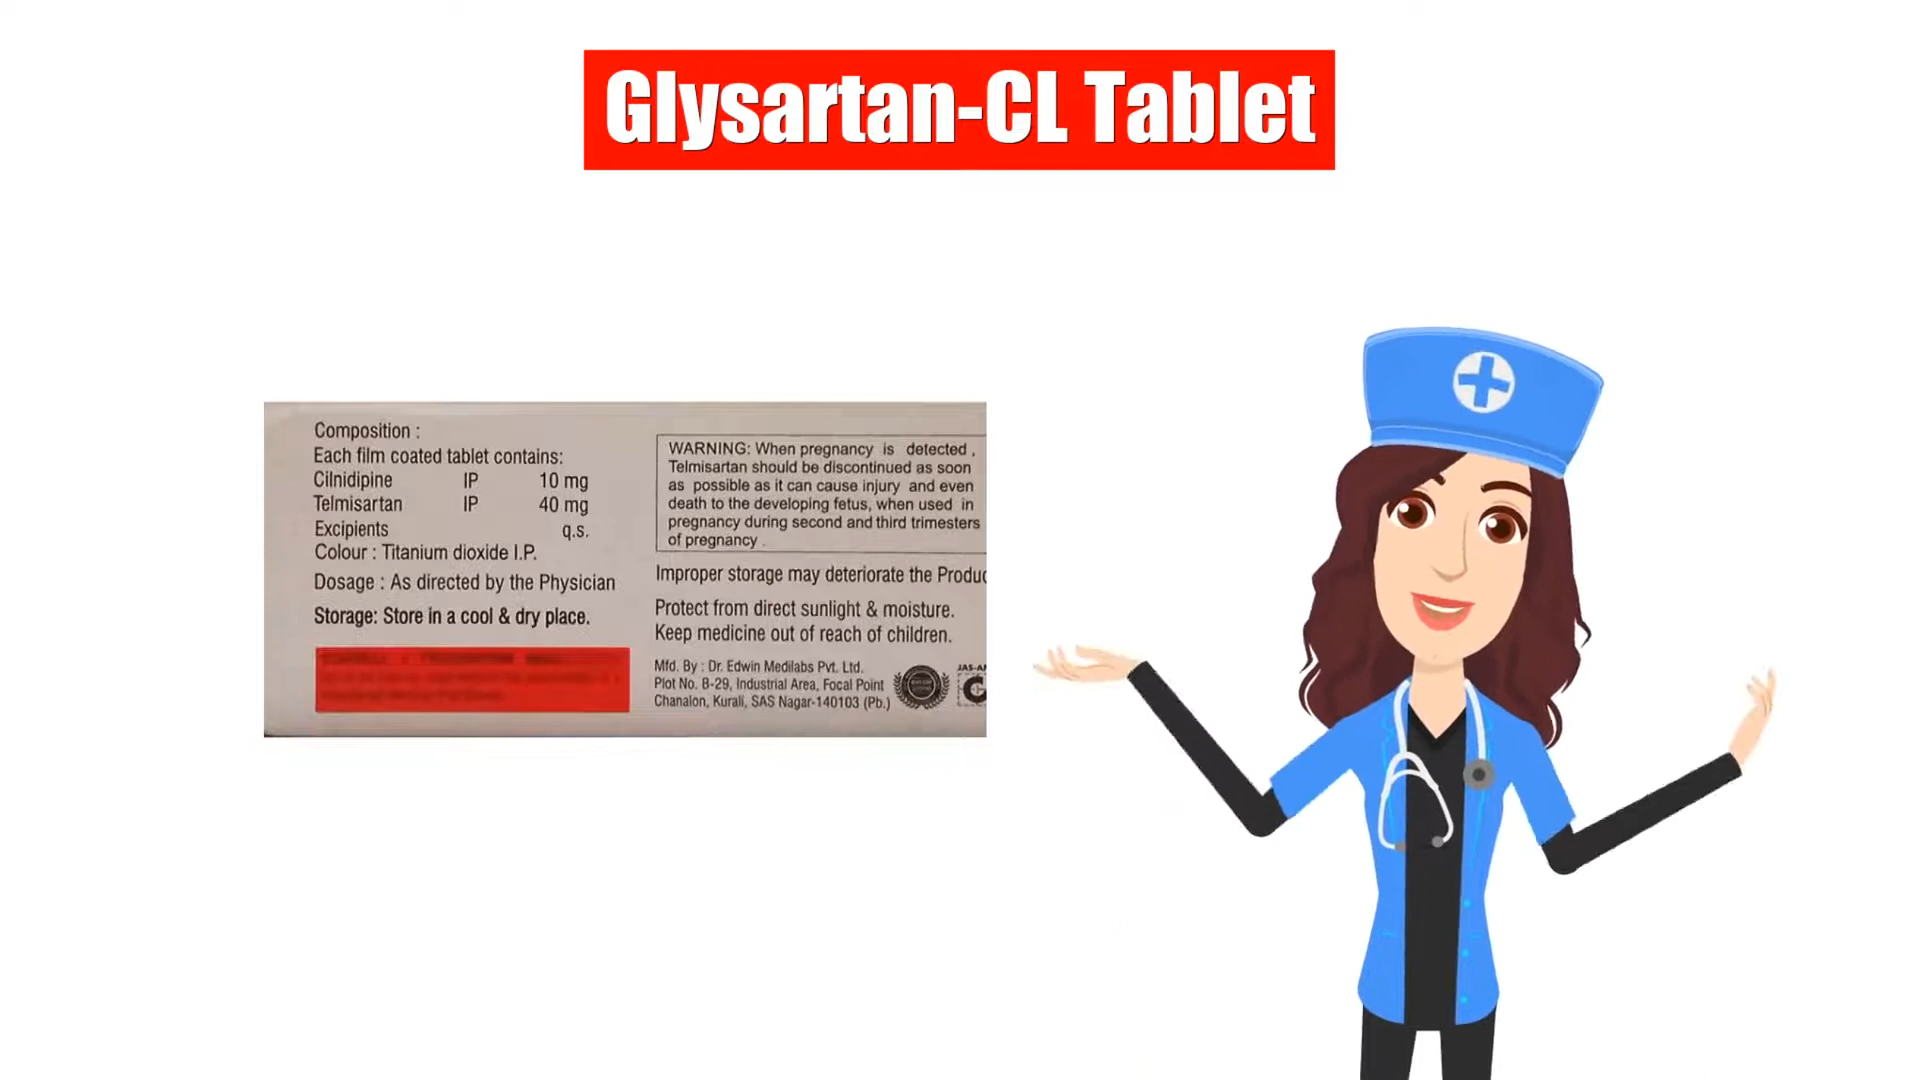 Glysartan-CL Tablet
Composition :
Each film coated tablet contains:
Cilnidipine IP 10 mg
Telmisartan IP 40 mg
Excipients q.s.
Colour : Titanium dioxide I.P.
Dosage : As directed by the Physician
Storage: Store in a cool & dry place.
WARNING: When pregnancy is detected ,
Telmisartan should be discontinued as soon
as possible as it can cause injury and even
death to the developing fetus, when used in
pregnancy during second and third trimesters
of pregnancy .
Improper storage may deteriorate the Produc
Protect from direct sunlight & moisture.
Keep medicine out of reach of children.
Mfd. By : Dr. Edwin Medilabs Pvt. Ltd.
Plot No. B-29, Industrial Area, Focal Point
Chanalon, Kurali, SAS Nagar-140103 (Pb.)
JAS-AN